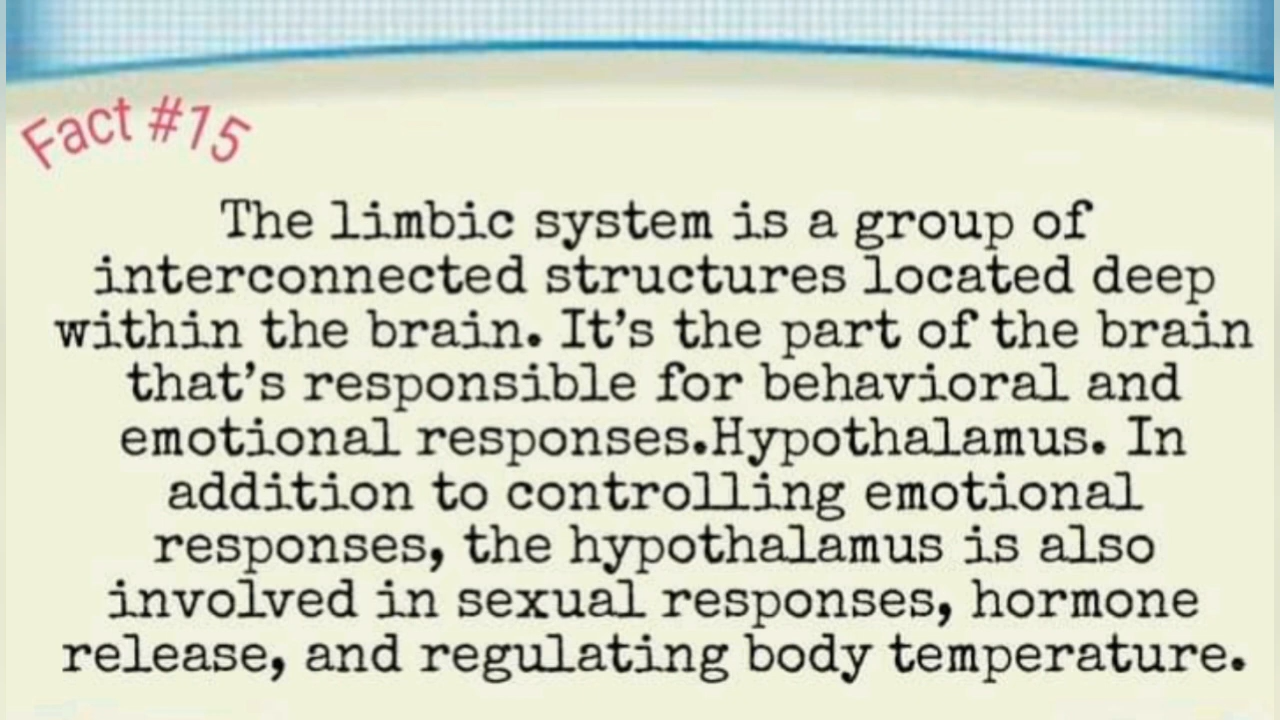 Fact #15
The limbic system is a group of
interconnected structures located deep
within the brain. It’s the part of the brain
that’s responsible for behavioral and
emotional responses.Hypothalamus. In
addition to controlling emotional
responses, the hypothalamus is also
involved in sexual responses, hormone
release, and regulating body temperature.